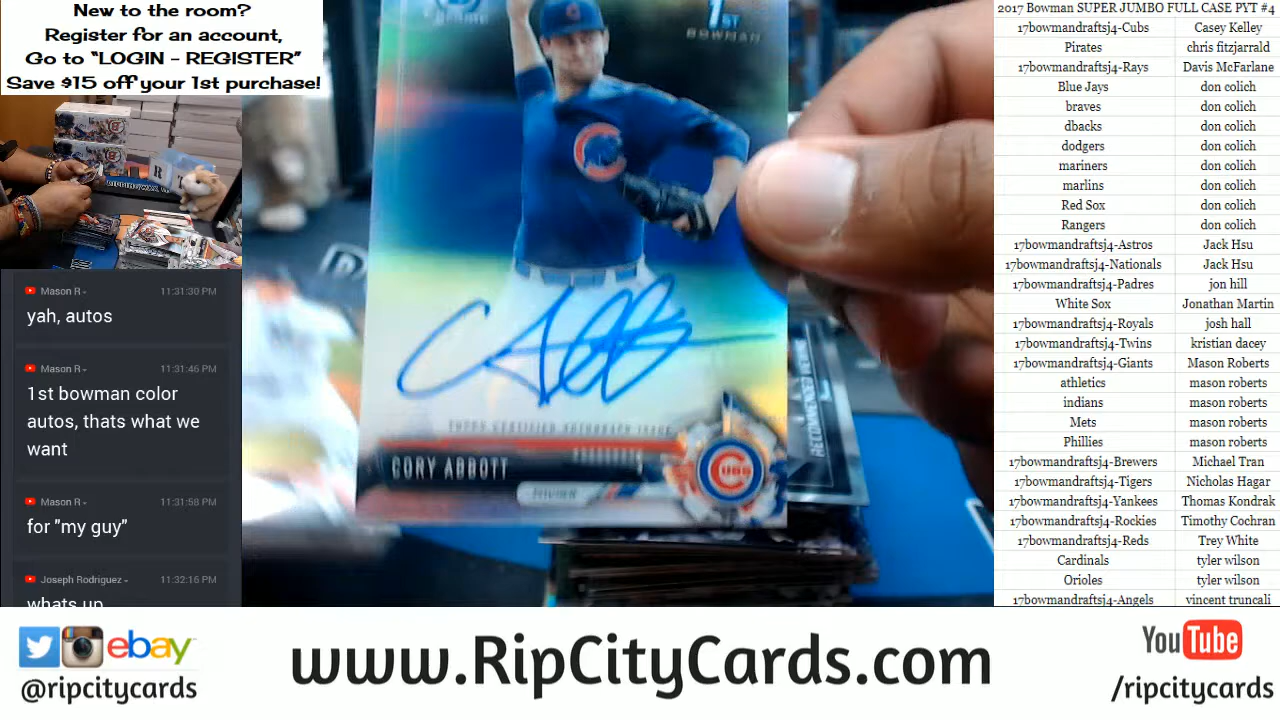 New to the room?
Register for an account,
Go to "LOGIN - REGISTER"
Save $15 off your 1st purchase!
Mason R
11:31:30 PM
yah, autos
Mason R
11:31:46 PM
1st bowman color
autos, thats what we
want
Mason R
11:31:58 PM
for "my guy"
Joseph Rodriguez
11:32:16 PM
whats up
1st
BOWMAN
TOPPS CERTIFIED AUTOGRAPH ISSUE
CORY ABBOTT
PITCHER
CUBS
2017 Bowman SUPER JUMBO FULL CASE PYT #4
17bowmandraftsj4-Cubs Casey Kelley
Pirates chris fitzjarrald
17bowmandraftsj4-Rays Davis McFarlane
Blue Jays don colich
braves don colich
dbacks don colich
dodgers don colich
mariners don colich
marlins don colich
Red Sox don colich
Rangers don colich
17bowmandraftsj4-Astros Jack Hsu
17bowmandraftsj4-Nationals Jack Hsu
17bowmandraftsj4-Padres jon hill
White Sox Jonathan Martin
17bowmandraftsj4-Royals josh hall
17bowmandraftsj4-Twins kristian dacey
17bowmandraftsj4-Giants Mason Roberts
athletics mason roberts
indians mason roberts
Mets mason roberts
Phillies mason roberts
17bowmandraftsj4-Brewers Michael Tran
17bowmandraftsj4-Tigers Nicholas Hagar
17bowmandraftsj4-Yankees Thomas Kondrak
17bowmandraftsj4-Rockies Timothy Cochran
17bowmandraftsj4-Reds Trey White
Cardinals tyler wilson
Orioles tyler wilson
17bowmandraftsj4-Angels vincent truncali
ebay
@ripcitycards
www.RipCityCards.com
YouTube
/ripcitycards